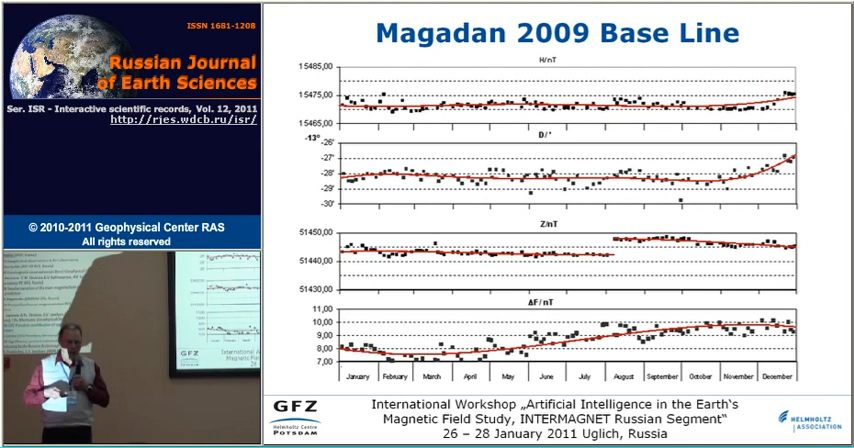 ISSN 1681-1208
Russian Journal
of Earth Sciences
Ser. ISR - Interactive scientific records, Vol. 12, 2011
http://rjes.wdcb.ru/isr/
© 2010-2011 Geophysical Center RAS
All rights reserved
GFZ
Magadan 2009 Base Line
H/nT
15485,00
15475,00
15465,00
D/'
-13°
-26'
-27'
-28'
-29'
-30'
Z/nT
51450,00
51440,00
51430,00
ΔF/nT
11,00
10,00
9,00
8,00
7,00
January February March April May June July August September October November December
GFZ
Helmholtz Centre
POTSDAM
International Workshop „Artificial Intelligence in the Earth's
Magnetic Field Study, INTERMAGNET Russian Segment“
26 – 28 January 2011 Uglich, Russia
HELMHOLTZ
ASSOCIATION